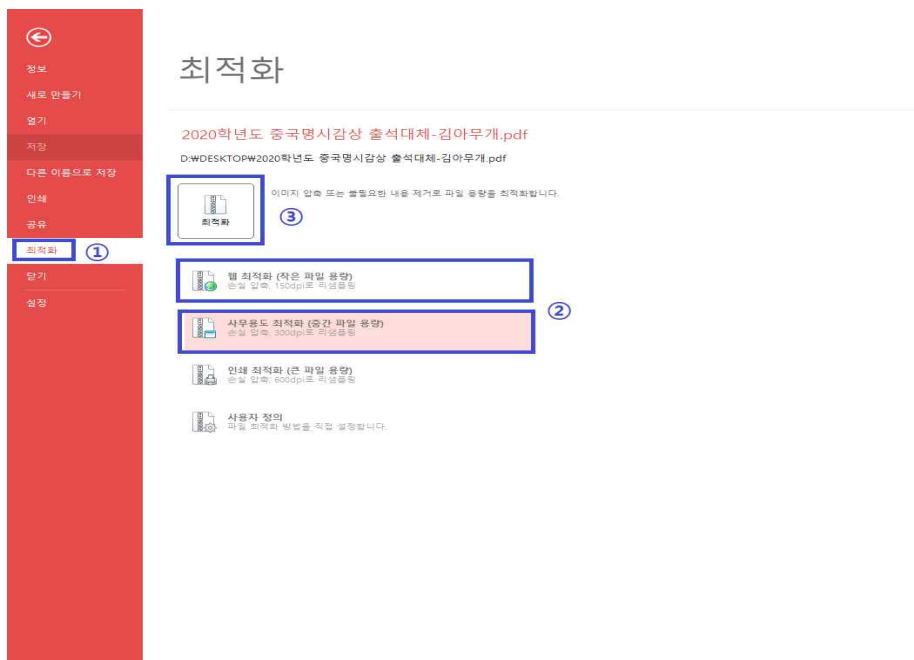 정보
새로 만들기
열기
저장
다른 이름으로 저장
인쇄
공유
최적화
①
닫기
설정
최적화
2020학년도 중국명시감상 출석대체-김아무개.pdf
D:₩DESKTOP₩2020학년도 중국명시감상 출석대체-김아무개.pdf
최적화
이미지 압축 또는 불필요한 내용 제거로 파일 용량을 최적화합니다.
③
웹 최적화 (작은 파일 용량)
손실 압축, 150dpi로 리샘플링
②
사무용도 최적화 (중간 파일 용량)
손실 압축, 300dpi로 리샘플링
인쇄 최적화 (큰 파일 용량)
손실 압축, 600dpi로 리샘플링
사용자 정의
파일 최적화 방법을 직접 설정합니다.